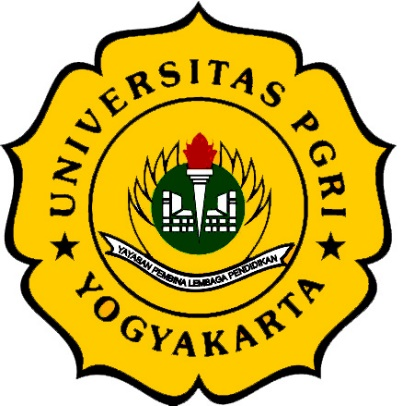 UNIVERSITAS PGRI
YAYASAN PEMBINA LEMBAGA PENDIDIKAN
YOGYAKARTA